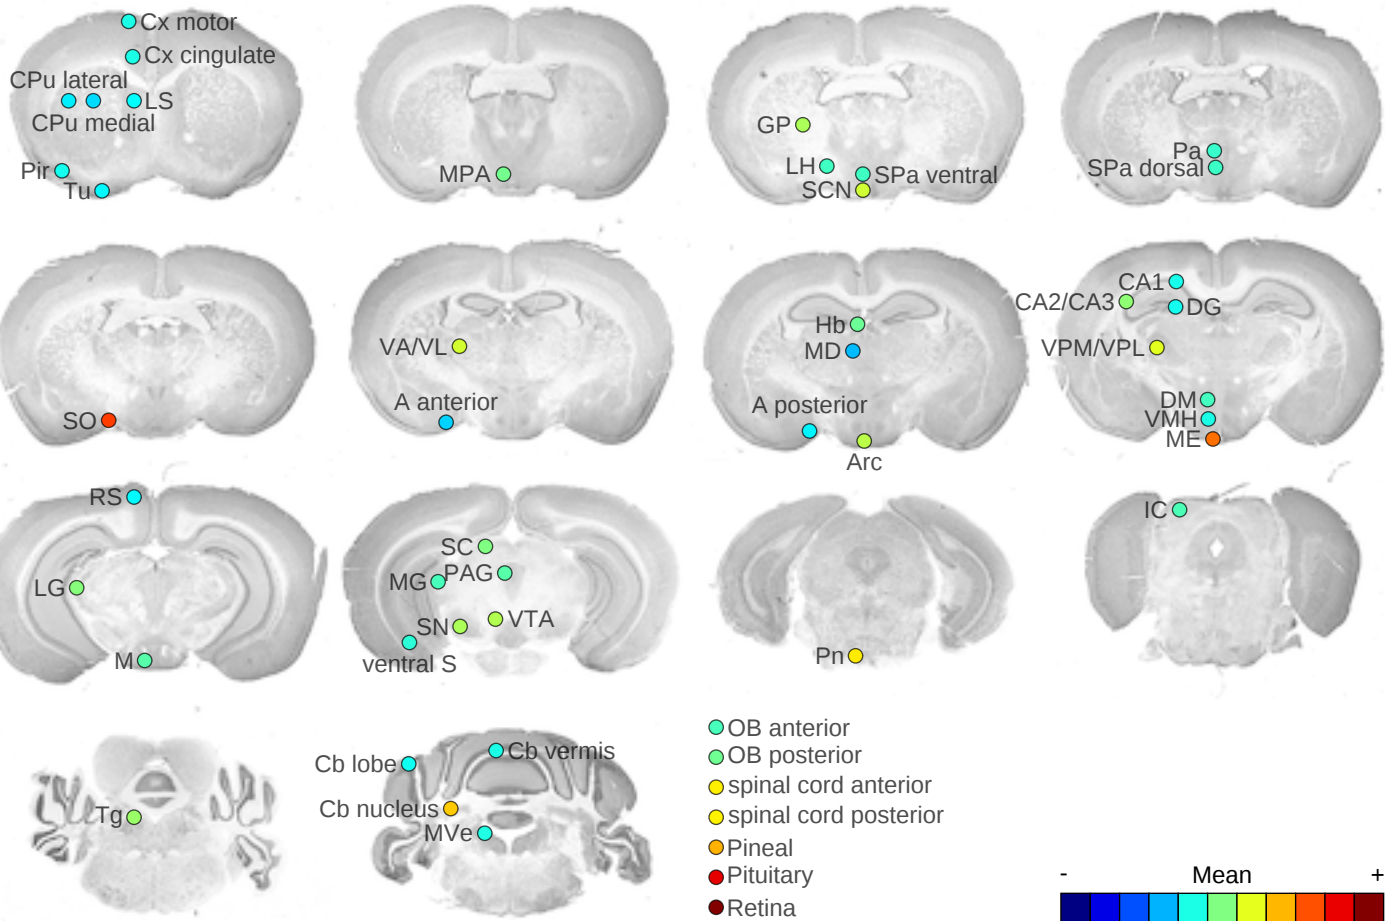 Cx motor
Cx cingulate
CPu lateral
LS
CPu medial
Pir
Tu
MPA
GP
LH
SPa ventral
SCN
Pa
SPa dorsal
SO
VA/VL
A anterior
Hb
MD
A posterior
Arc
CA1
CA2/CA3
DG
VPM/VPL
DM
VMH
ME
RS
LG
M
SC
PAG
MG
SN
VTA
ventral S
Pn
IC
Tg
Cb lobe
Cb vermis
Cb nucleus
MVe
OB anterior
OB posterior
spinal cord anterior
spinal cord posterior
Pineal
Pituitary
Retina
- Mean +